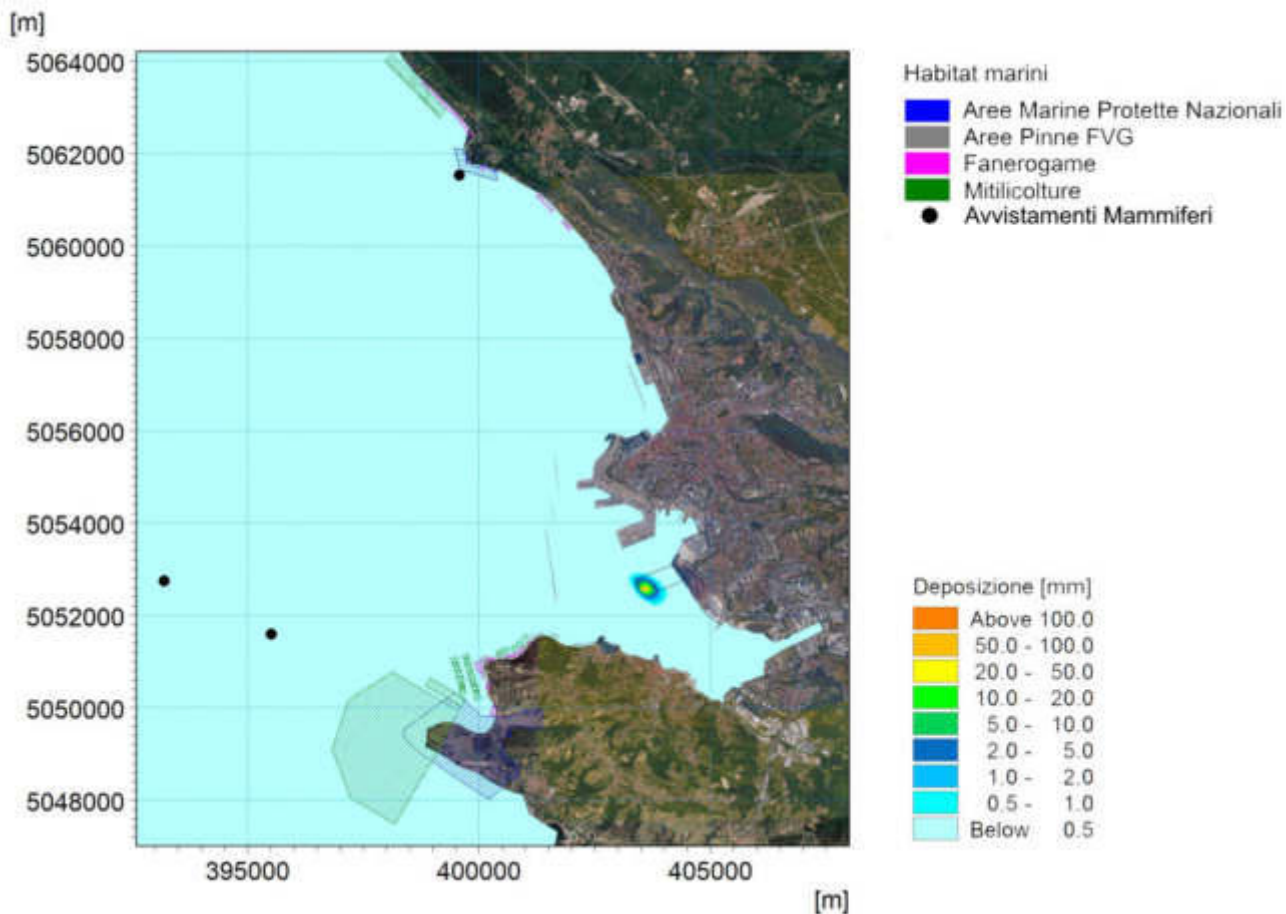 [m]
5064000
5062000
5060000
5058000
5056000
5054000
5052000
5050000
5048000
395000
400000
405000
[m]
Habitat marini
Aree Marine Protette Nazionali
Aree Pinne FVG
Fanerogame
Mitilicolture
Avvistamenti Mammiferi
Deposizione [mm]
Above 100.0
50.0 - 100.0
20.0 - 50.0
10.0 - 20.0
5.0 - 10.0
2.0 - 5.0
1.0 - 2.0
0.5 - 1.0
Below 0.5